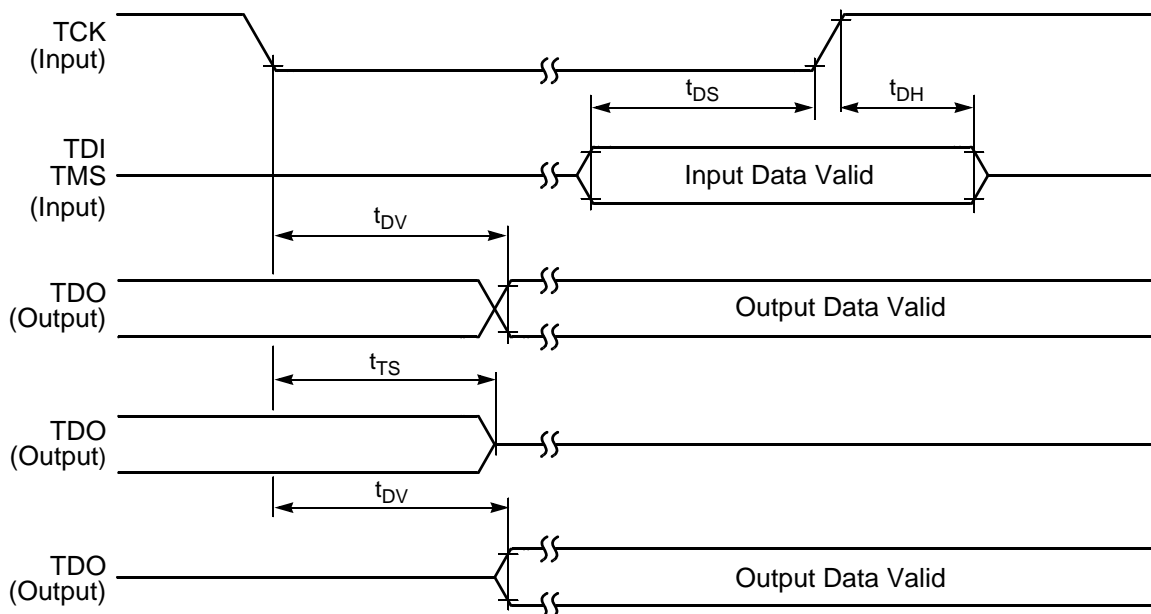 TCK
(Input)
tDS
tDH
TDI
TMS
(Input)
Input Data Valid
tDV
TDO
(Output)
Output Data Valid
tTS
TDO
(Output)
tDV
TDO
(Output)
Output Data Valid